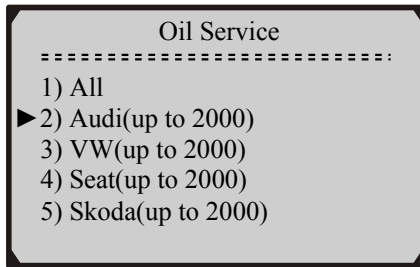 Oil Service
1) All
►2) Audi(up to 2000)
3) VW(up to 2000)
4) Seat(up to 2000)
5) Skoda(up to 2000)